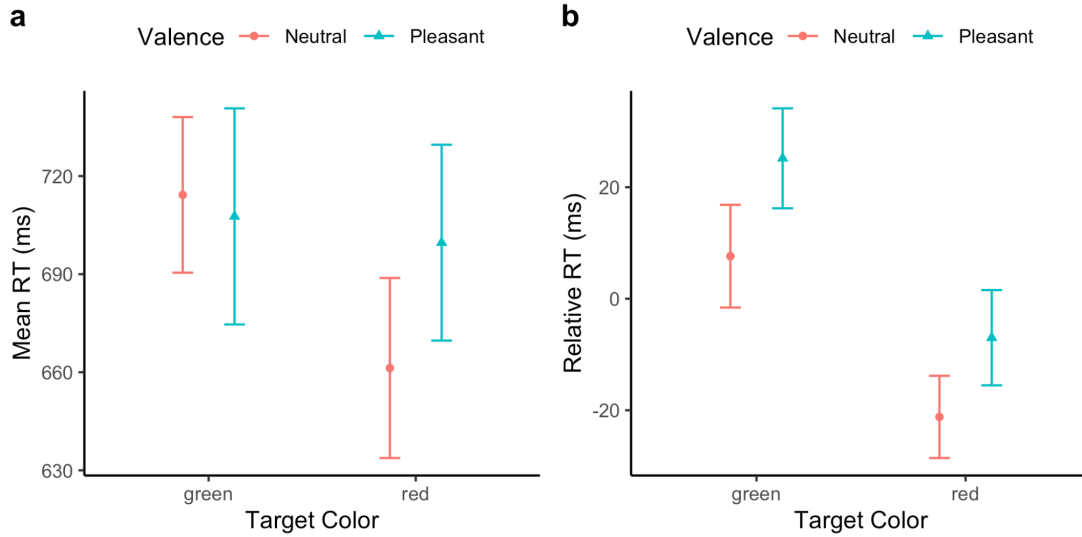 a
Valence Neutral Pleasant
Mean RT (ms)
720
690
660
630
green red
Target Color
b
Valence Neutral Pleasant
Relative RT (ms)
20
0
-20
green red
Target Color